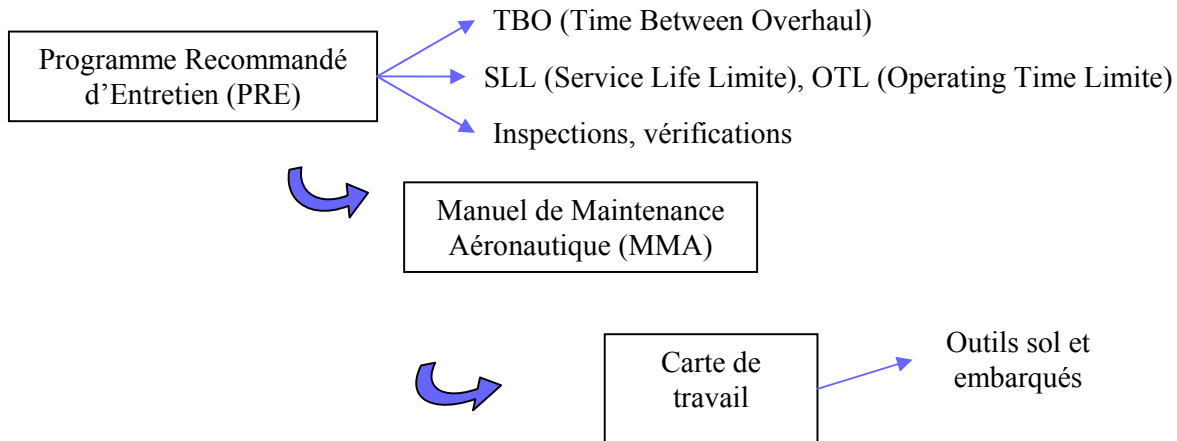 TBO (Time Between Overhaul)
Programme Recommandé
d’Entretien (PRE)
SLL (Service Life Limite), OTL (Operating Time Limite)
Inspections, vérifications
Manuel de Maintenance
Aéronautique (MMA)
Carte de
travail
Outils sol et
embarqués